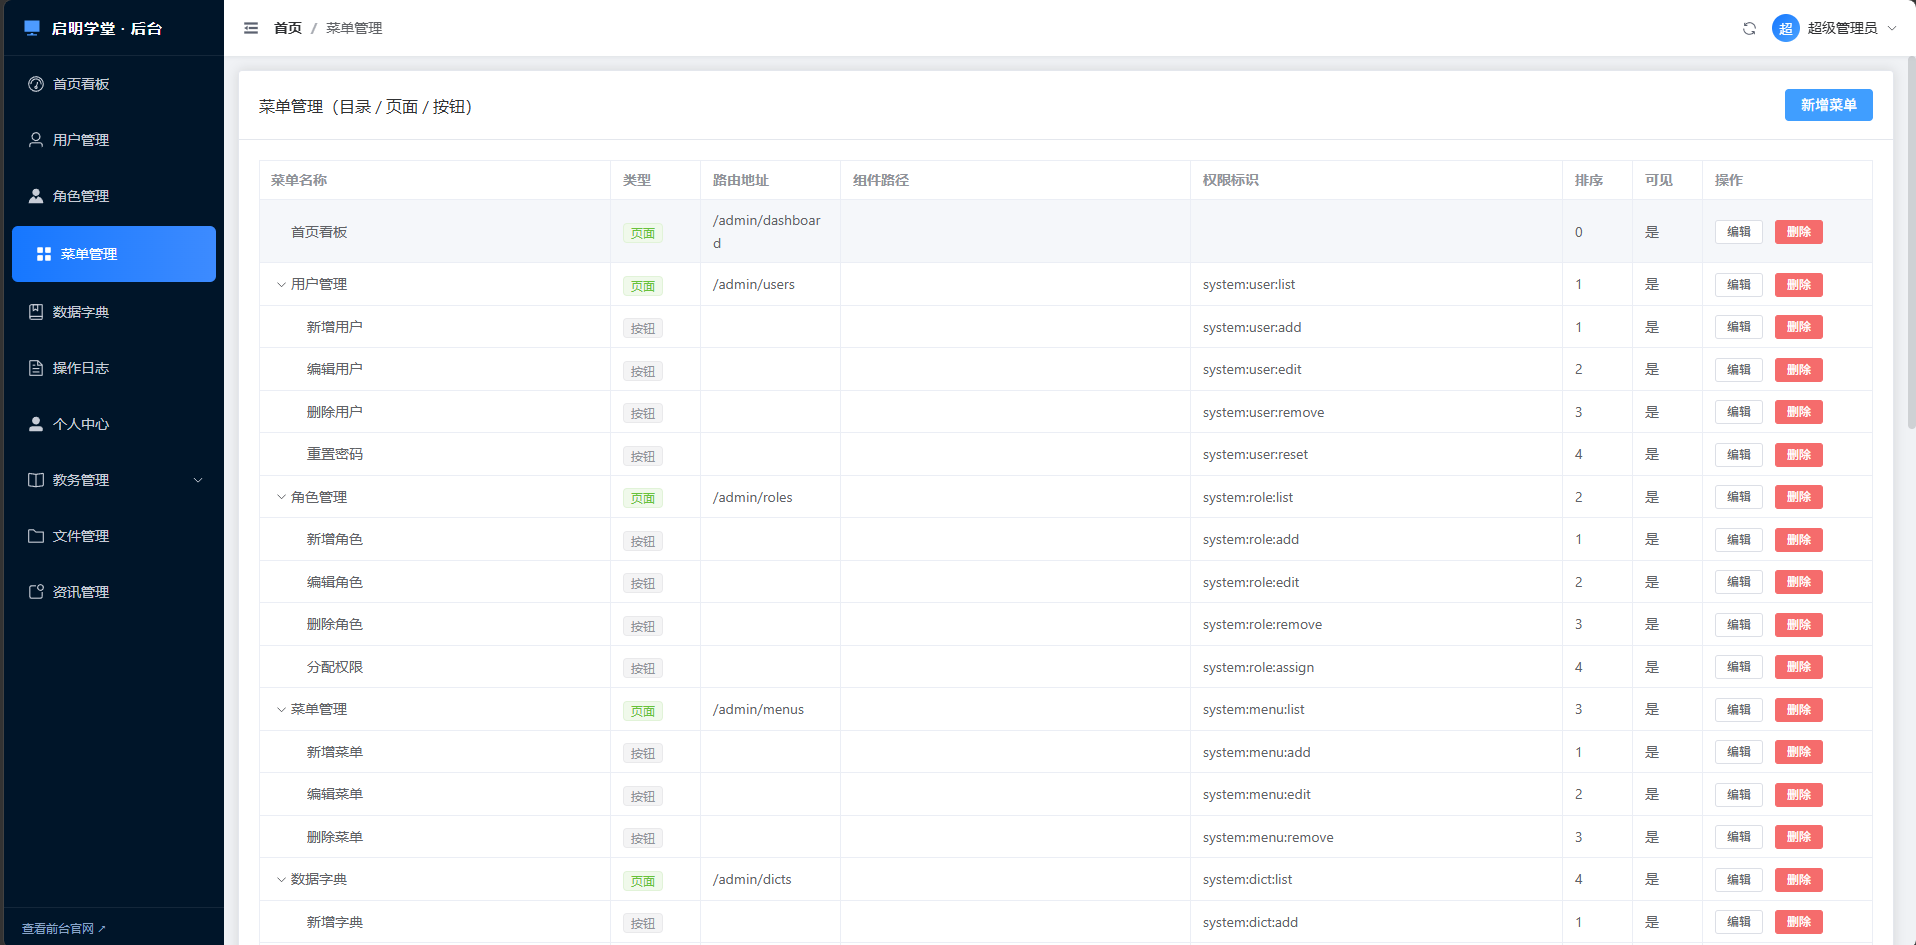 启明学堂 · 后台
首页 / 菜单管理
超 超级管理员
首页看板
用户管理
角色管理
菜单管理
数据字典
操作日志
个人中心
教务管理
文件管理
资讯管理
查看前台官网 ↗
菜单管理（目录 / 页面 / 按钮）
新增菜单
菜单名称 类型 路由地址 组件路径 权限标识 排序 可见 操作
首页看板 页面 /admin/dashboar
d 0 是 编辑 删除
用户管理 页面 /admin/users system:user:list 1 是 编辑 删除
新增用户 按钮 system:user:add 1 是 编辑 删除
编辑用户 按钮 system:user:edit 2 是 编辑 删除
删除用户 按钮 system:user:remove 3 是 编辑 删除
重置密码 按钮 system:user:reset 4 是 编辑 删除
角色管理 页面 /admin/roles system:role:list 2 是 编辑 删除
新增角色 按钮 system:role:add 1 是 编辑 删除
编辑角色 按钮 system:role:edit 2 是 编辑 删除
删除角色 按钮 system:role:remove 3 是 编辑 删除
分配权限 按钮 system:role:assign 4 是 编辑 删除
菜单管理 页面 /admin/menus system:menu:list 3 是 编辑 删除
新增菜单 按钮 system:menu:add 1 是 编辑 删除
编辑菜单 按钮 system:menu:edit 2 是 编辑 删除
删除菜单 按钮 system:menu:remove 3 是 编辑 删除
数据字典 页面 /admin/dicts system:dict:list 4 是 编辑 删除
新增字典 按钮 system:dict:add 1 是 编辑 删除